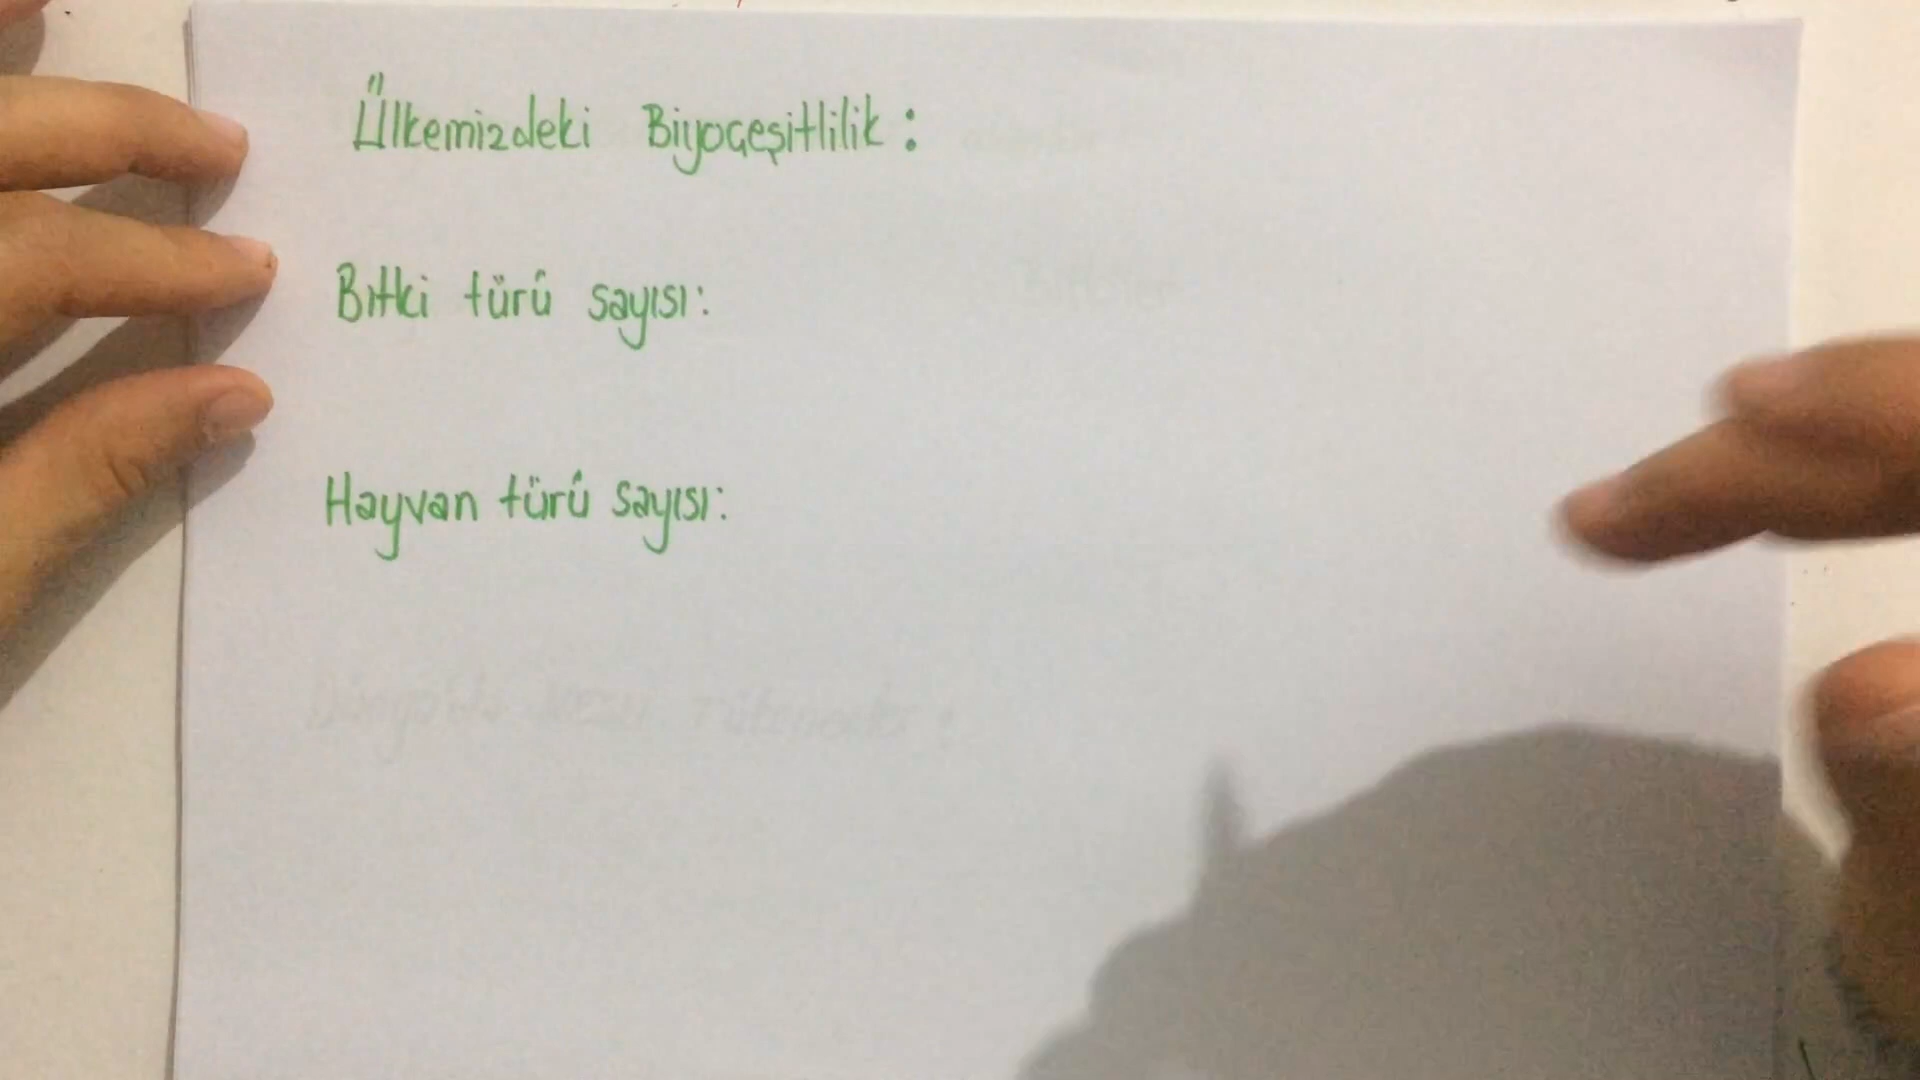 Ülkemizdeki Biyoçeşitlilik :
Bitki türü sayısı:
Hayvan türü sayısı: